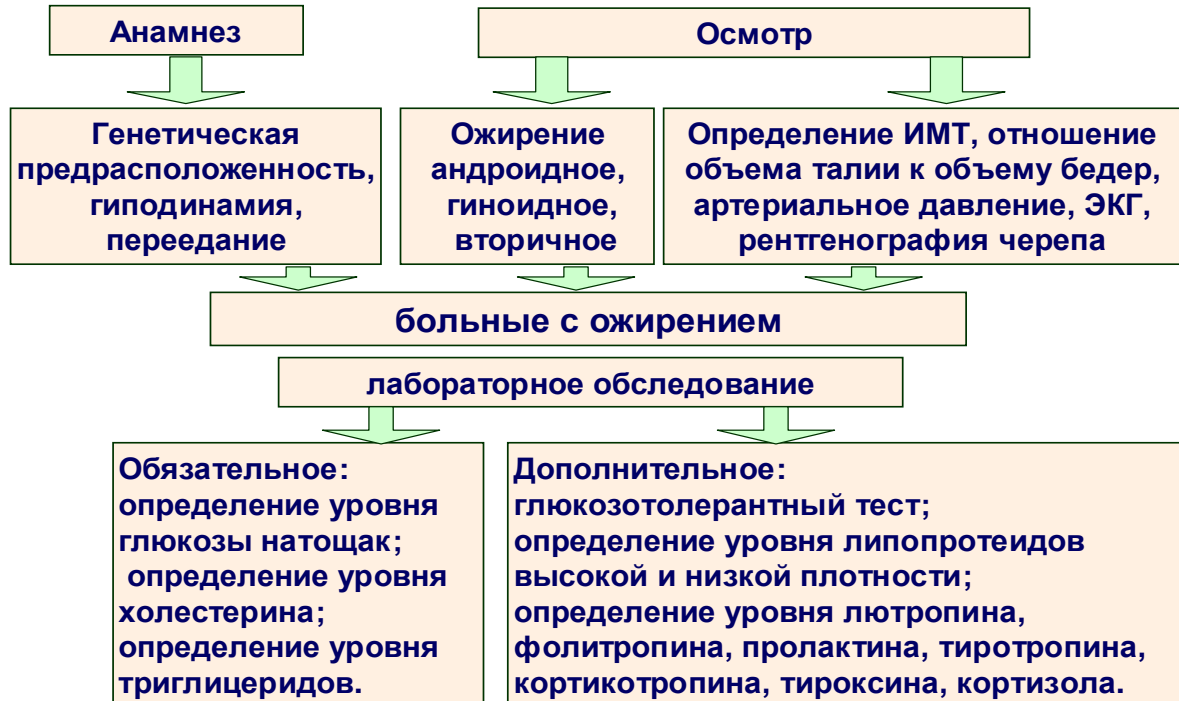 Анамнез
Осмотр
Генетическая
предрасположенность,
гиподинамия,
переедание
Ожирение
андроидное,
гиноидное,
вторичное
Определение ИМТ, отношение
объема талии к объему бедер,
артериальное давление, ЭКГ,
рентгенография черепа
больные с ожирением
лабораторное обследование
Обязательное:
определение уровня
глюкозы натощак;
определение уровня
холестерина;
определение уровня
триглицеридов.
Дополнительное:
глюкозотолерантный тест;
определение уровня липопротеидов
высокой и низкой плотности;
определение уровня лютропина,
фолитропина, пролактина, тиротропина,
кортикотропина, тироксина, кортизола.